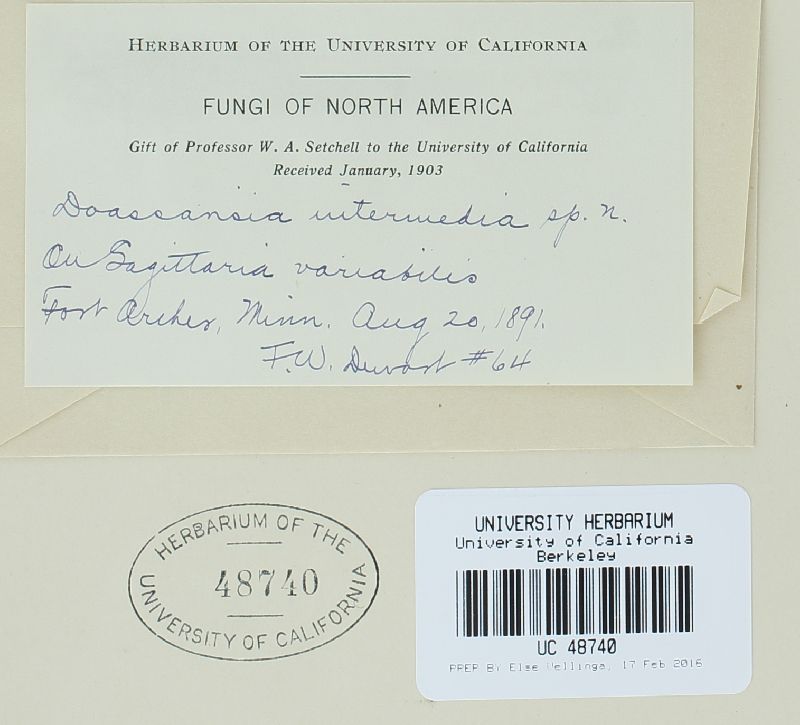 HERBARIUM OF THE UNIVERSITY OF CALIFORNIA
FUNGI OF NORTH AMERICA
Gift of Professor W. A. Setchell to the University of California
Received January, 1903
Doassansia intermedia sp. n.
On Sagittaria variabilis
Fort Minn. Aug 20, 1891.
F.W. #64
HERBARIUM OF THE
48740
UNIVERSITY OF CALIFORNIA
UNIVERSITY HERBARIUM
University of California
Berkeley
UC 48740
PREP BY Else Vellinga, 17 Feb 2016